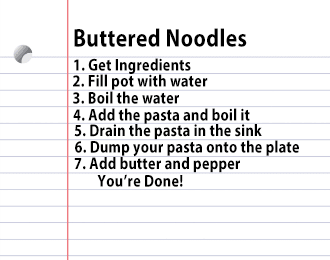 Buttered Noodles
1. Get Ingredients
2. Fill pot with water
3. Boil the water
4. Add the pasta and boil it
5. Drain the pasta in the sink
6. Dump your pasta onto the plate
7. Add butter and pepper
You're Done!